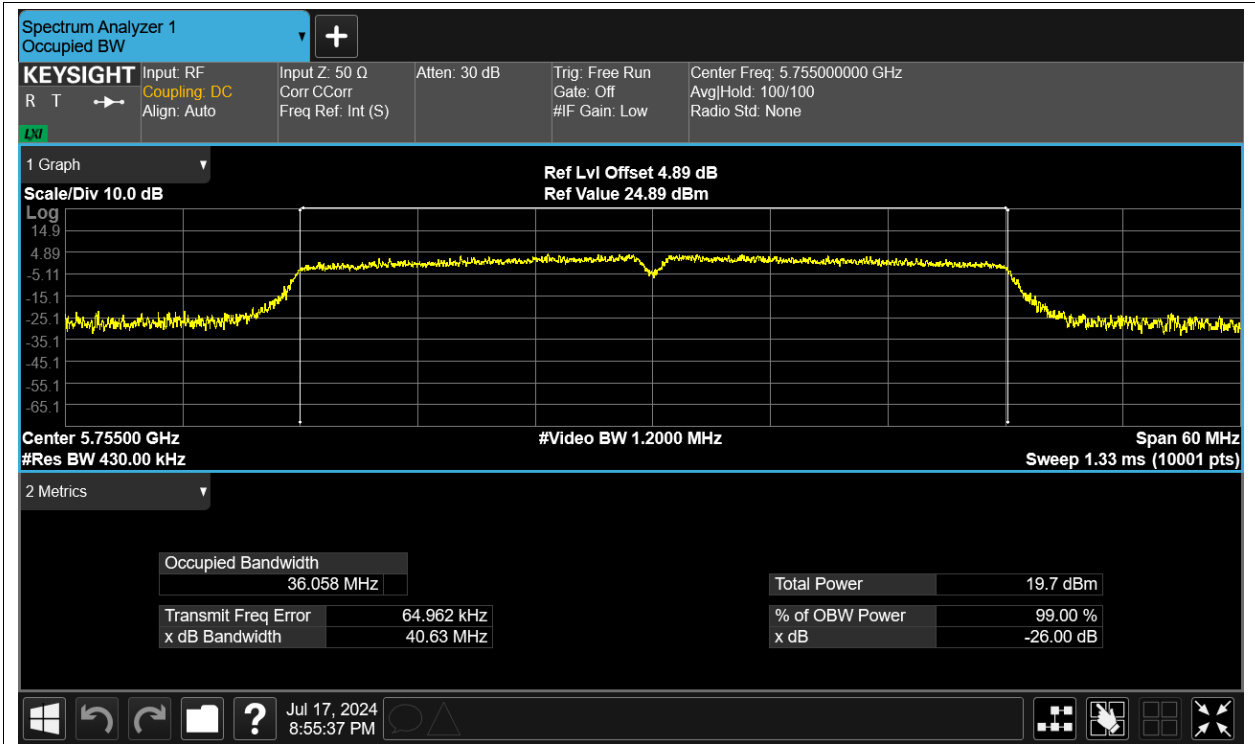 Spectrum Analyzer 1
Occupied BW
▼
+
KEYSIGHT
R T
LXI
Input: RF
Coupling: DC
Align: Auto
Input Z: 50 Ω
Corr CCorr
Freq Ref: Int (S)
Atten: 30 dB
Trig: Free Run
Gate: Off
#IF Gain: Low
Center Freq: 5.755000000 GHz
Avg|Hold: 100/100
Radio Std: None
1 Graph ▼
Scale/Div 10.0 dB
Ref Lvl Offset 4.89 dB
Ref Value 24.89 dBm
Log
14.9
4.89
-5.11
-15.1
-25.1
-35.1
-45.1
-55.1
-65.1
Center 5.75500 GHz
#Res BW 430.00 kHz
#Video BW 1.2000 MHz
Span 60 MHz
Sweep 1.33 ms (10001 pts)
2 Metrics ▼
Occupied Bandwidth
36.058 MHz
Transmit Freq Error 64.962 kHz
x dB Bandwidth 40.63 MHz
Total Power 19.7 dBm
% of OBW Power 99.00 %
x dB -26.00 dB
?
Jul 17, 2024
8:55:37 PM